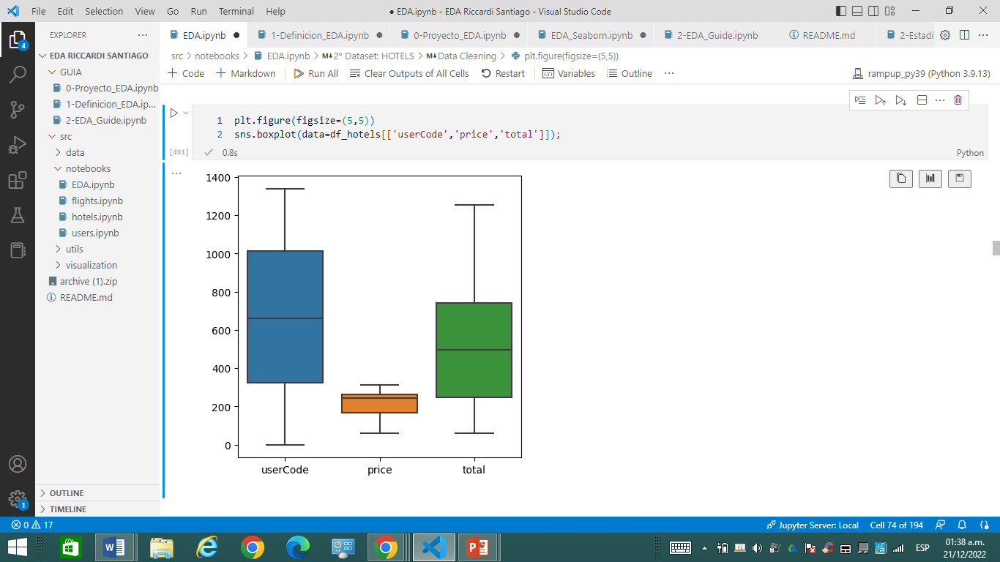 File Edit Selection View Go Run Terminal Help
● EDA.ipynb - EDA Riccardi Santiago - Visual Studio Code
EXPLORER
EDA RICCARDI SANTIAGO
GUIA
0-Proyecto_EDA.ipynb
1-Definicion_EDA.ip...
2-EDA_Guide.ipynb
src
data
notebooks
EDA.ipynb
flights.ipynb
hotels.ipynb
users.ipynb
utils
visualization
archive (1).zip
README.md
OUTLINE
TIMELINE
4
1
EDA.ipynb 1-Definicion_EDA.ipynb 0-Proyecto_EDA.ipynb EDA_Seaborn.ipynb 2-EDA_Guide.ipynb README.md 2-Estadí
src > notebooks > EDA.ipynb > M↓2° Dataset: HOTELS > M↓Data Cleaning > plt.figure(figsize=(5,5))
+ Code + Markdown Run All Clear Outputs of All Cells Restart Variables Outline ... rampup_py39 (Python 3.9.13)
1 plt.figure(figsize=(5,5))
2 sns.boxplot(data=df_hotels[['userCode','price','total']]);
[491] ✓ 0.8s Python
1400
1200
1000
800
600
400
200
0
userCode price total
0 17 Jupyter Server: Local Cell 74 of 194
ESP
01:38 a.m.
21/12/2022